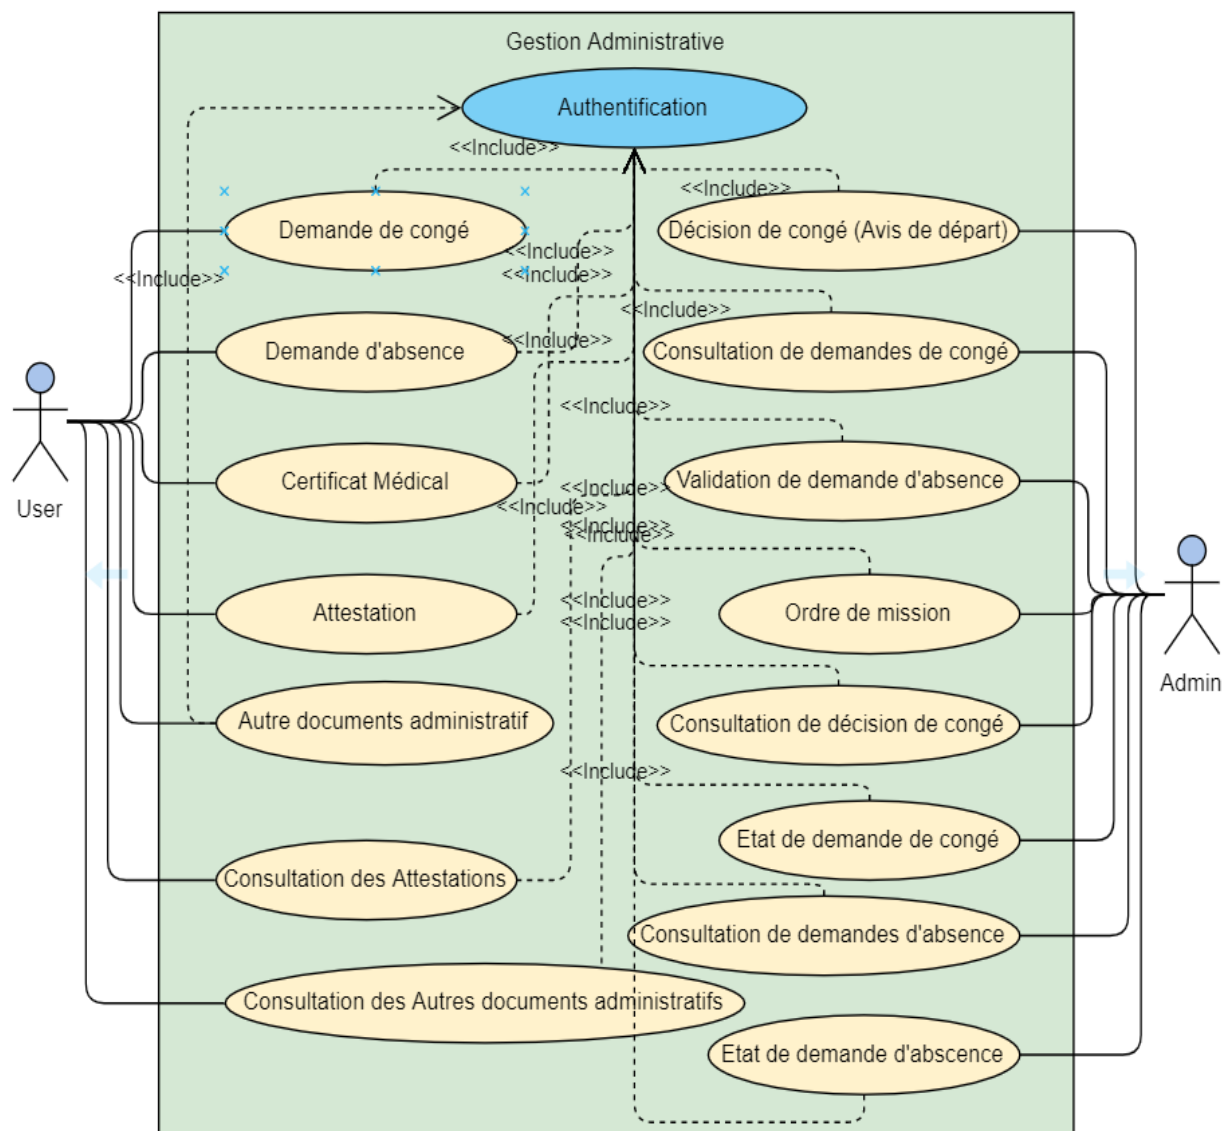 Gestion Administrative
Authentification
<<Include>>
<<Include>>
Demande de congé
Décision de congé (Avis de départ)
<<Include>>
<<Include>>
<<Include>>
<<Include>>
Demande d'absence
<<Include>>
Consultation de demandes de congé
<<Include>>
Certificat Médical
Validation de demande d'absence
<<Include>>
User
<<Include>>
<<Include>>
<<Include>>
<<Include>>
Attestation
Ordre de mission
<<Include>>
Admin
Autre documents administratif
Consultation de décision de congé
<<Include>>
Etat de demande de congé
Consultation des Attestations
Consultation de demandes d'absence
Consultation des Autres documents administratifs
Etat de demande d'abscence